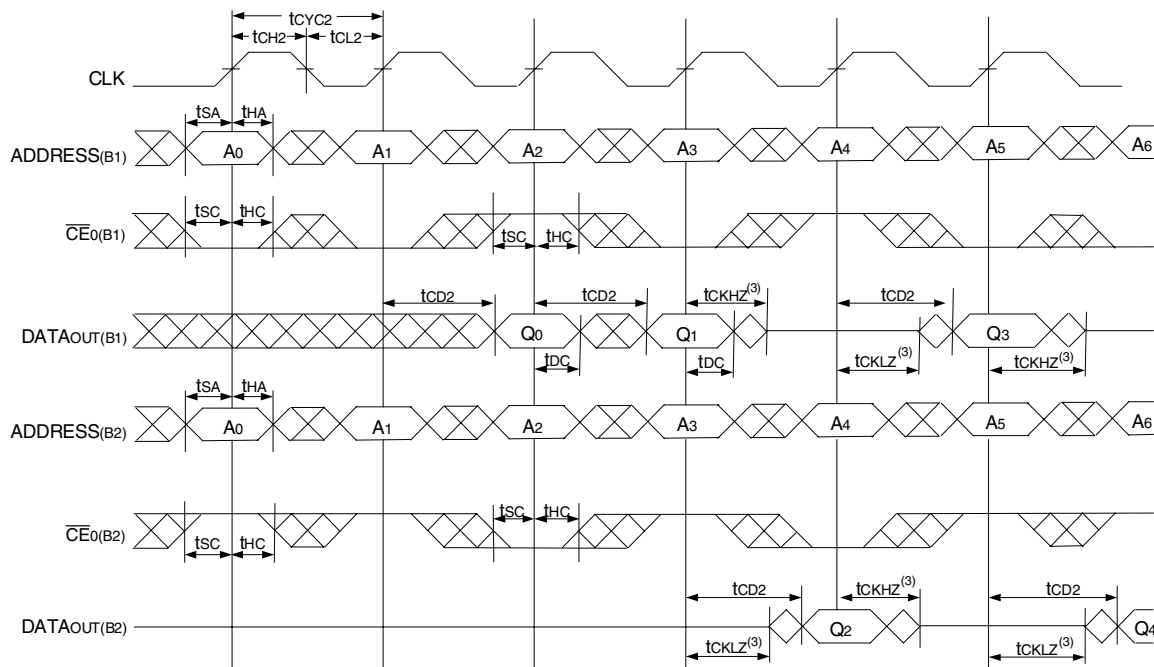 tCYC2
tCH2 tCL2
CLK
tSA tHA
ADDRESS(B1) A0 A1 A2 A3 A4 A5 A6
tSC tHC
CE0(B1)
tSC tHC
tCD2 tCD2 tCKHZ(3) tCD2
DATAOUT(B1) Q0 Q1 Q3
tDC tDC tCKLZ(3) tCKHZ(3)
tSA tHA
ADDRESS(B2) A0 A1 A2 A3 A4 A5 A6
tSC tHC
CE0(B2)
tSC tHC
tCD2 tCKHZ(3) tCD2
DATAOUT(B2) Q2 Q4
tCKLZ(3) tCKLZ(3)